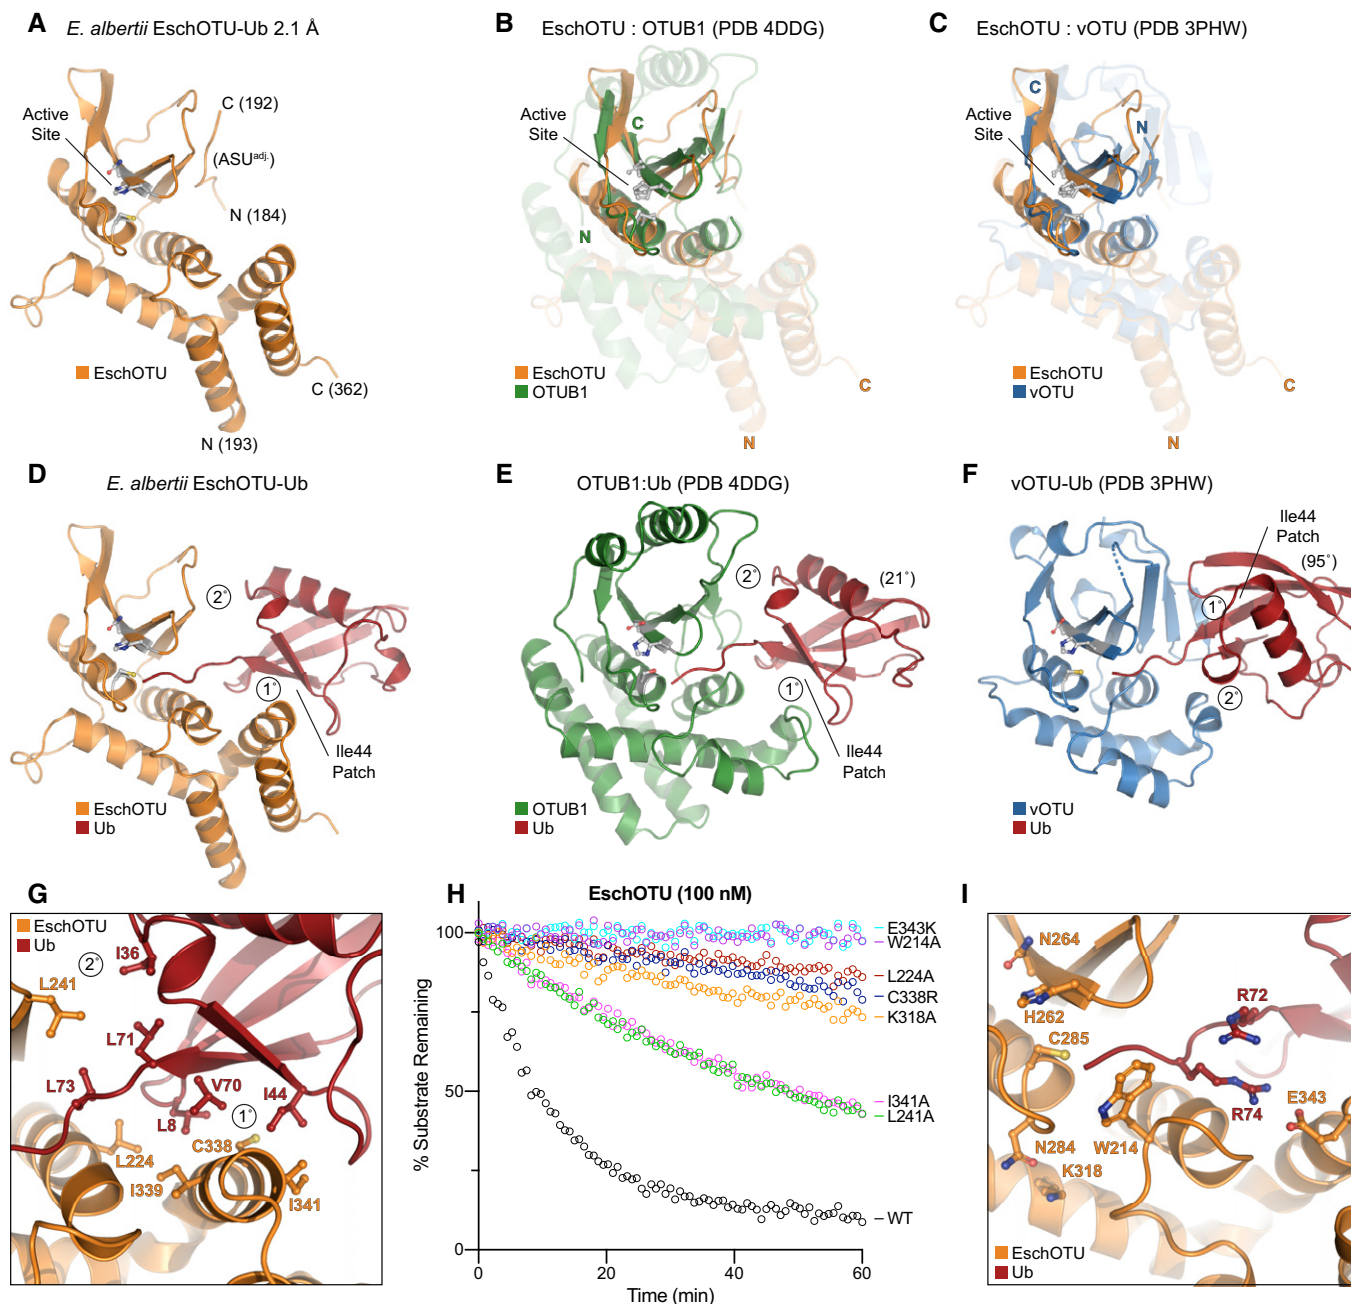 A E. albertii EschOTU-Ub 2.1 Å
Active
Site
C (192)
(ASU^adj.)
N (184)
EschOTU
C (362)
N (193)
B EschOTU : OTUB1 (PDB 4DDG)
Active
Site
C
N
EschOTU
OTUB1
C
N
C EschOTU : vOTU (PDB 3PHW)
C
Active
Site
N
EschOTU
vOTU
C
N
D E. albertii EschOTU-Ub
2°
1°
Ile44
Patch
EschOTU
Ub
E OTUB1:Ub (PDB 4DDG)
2°
(21°)
1°
Ile44
Patch
OTUB1
Ub
F vOTU-Ub (PDB 3PHW)
Ile44
Patch
(95°)
1°
2°
vOTU
Ub
G
EschOTU
Ub
2°
I36
L241
L71
L73
V70
I44
L8
1°
C338
L224
I339
I341
H EschOTU (100 nM)
% Substrate Remaining
100
50
0
0
20
40
60
Time (min)
E343K
W214A
L224A
C338R
K318A
I341A
L241A
WT
I
N264
H262
R72
C285
R74
E343
N284
W214
K318
EschOTU
Ub